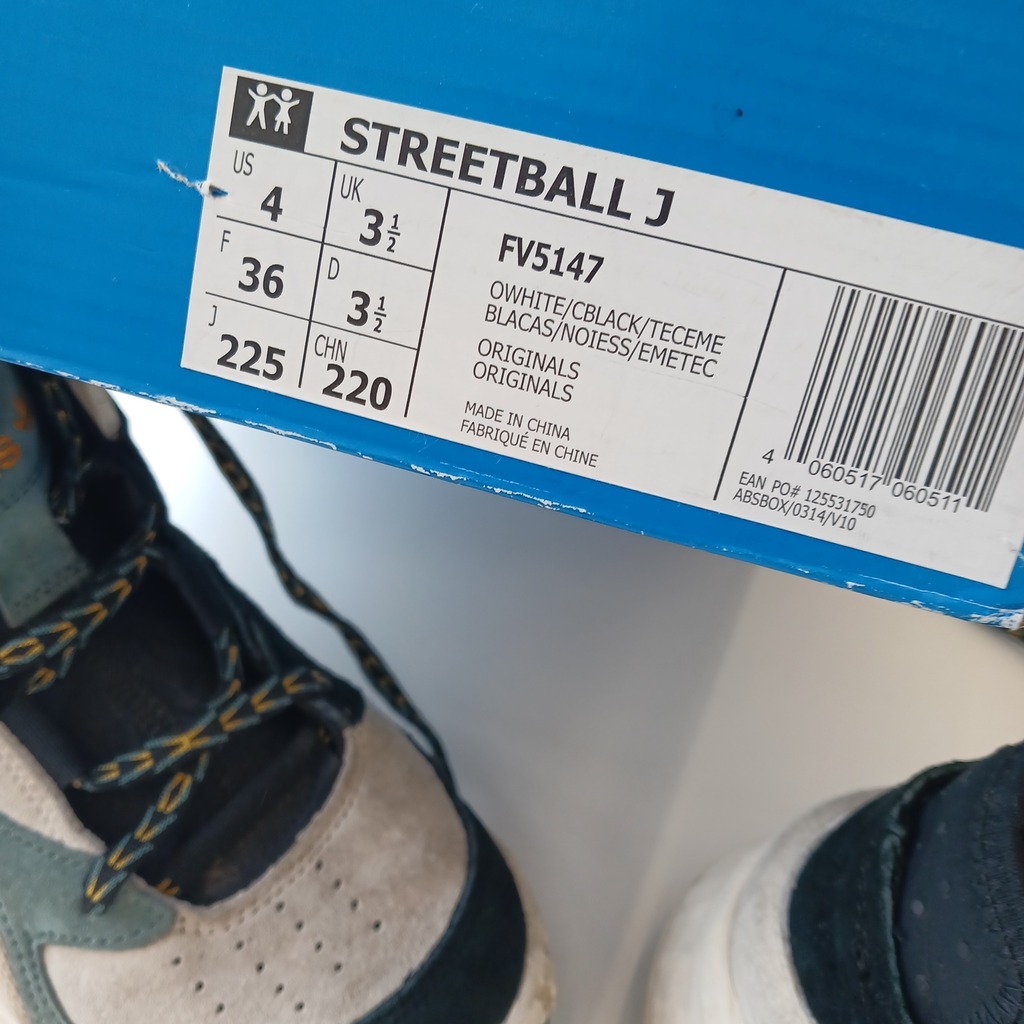 STREETBALL J
US
4
UK
3 1/2
F
36
D
3 1/2
J
225
CHN
220
FV5147
OWHITE/CBLACK/TECEME
BLACAS/NOIESS/EMETEC
ORIGINALS
ORIGINALS
MADE IN CHINA
FABRIQUÉ EN CHINE
4 060517 060511
EAN PO# 125531750
ABSBOX/0314/V10